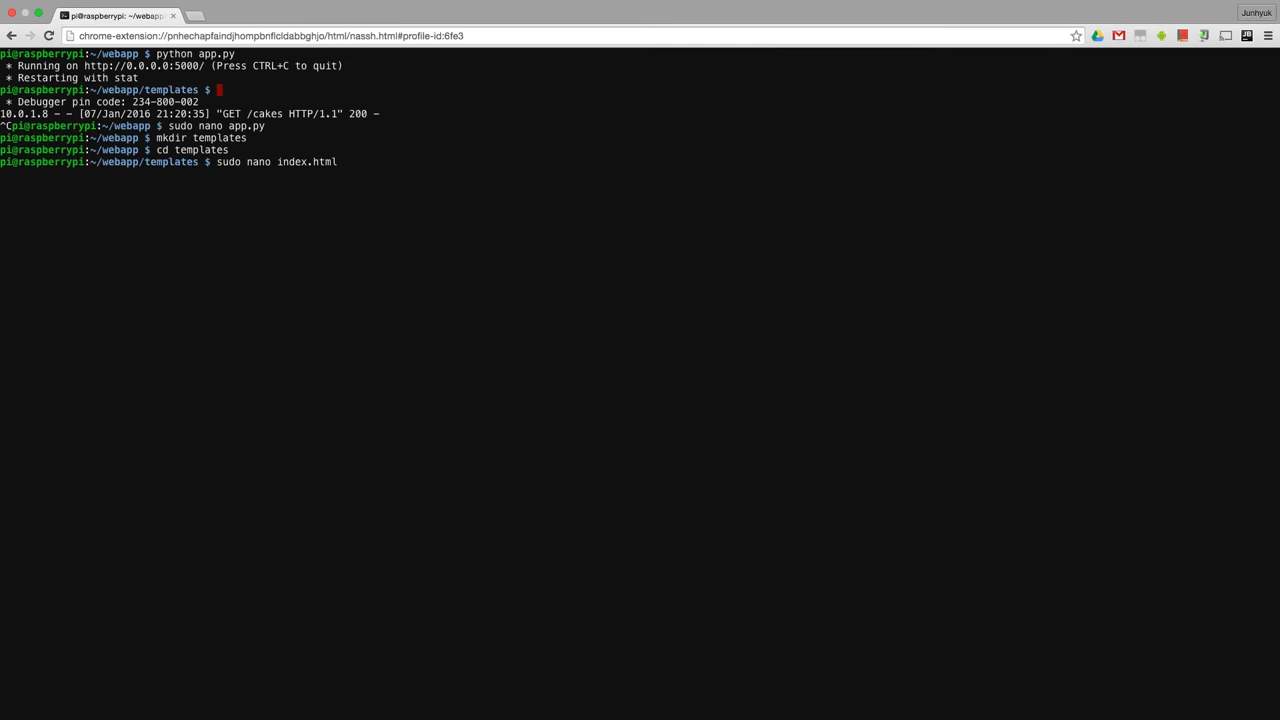 pi@raspberrypi: ~/webapp
Junhyuk
chrome-extension://pnhechapfaindjhompbnflcldabbghjo/html/nassh.html#profile-id:6fe3
pi@raspberrypi:~/webapp $ python app.py
 * Running on http://0.0.0.0:5000/ (Press CTRL+C to quit)
 * Restarting with stat
pi@raspberrypi:~/webapp/templates $
 * Debugger pin code: 234-800-002
10.0.1.8 - - [07/Jan/2016 21:20:35] "GET /cakes HTTP/1.1" 200 -
^Cpi@raspberrypi:~/webapp $ sudo nano app.py
pi@raspberrypi:~/webapp $ mkdir templates
pi@raspberrypi:~/webapp $ cd templates
pi@raspberrypi:~/webapp/templates $ sudo nano index.html